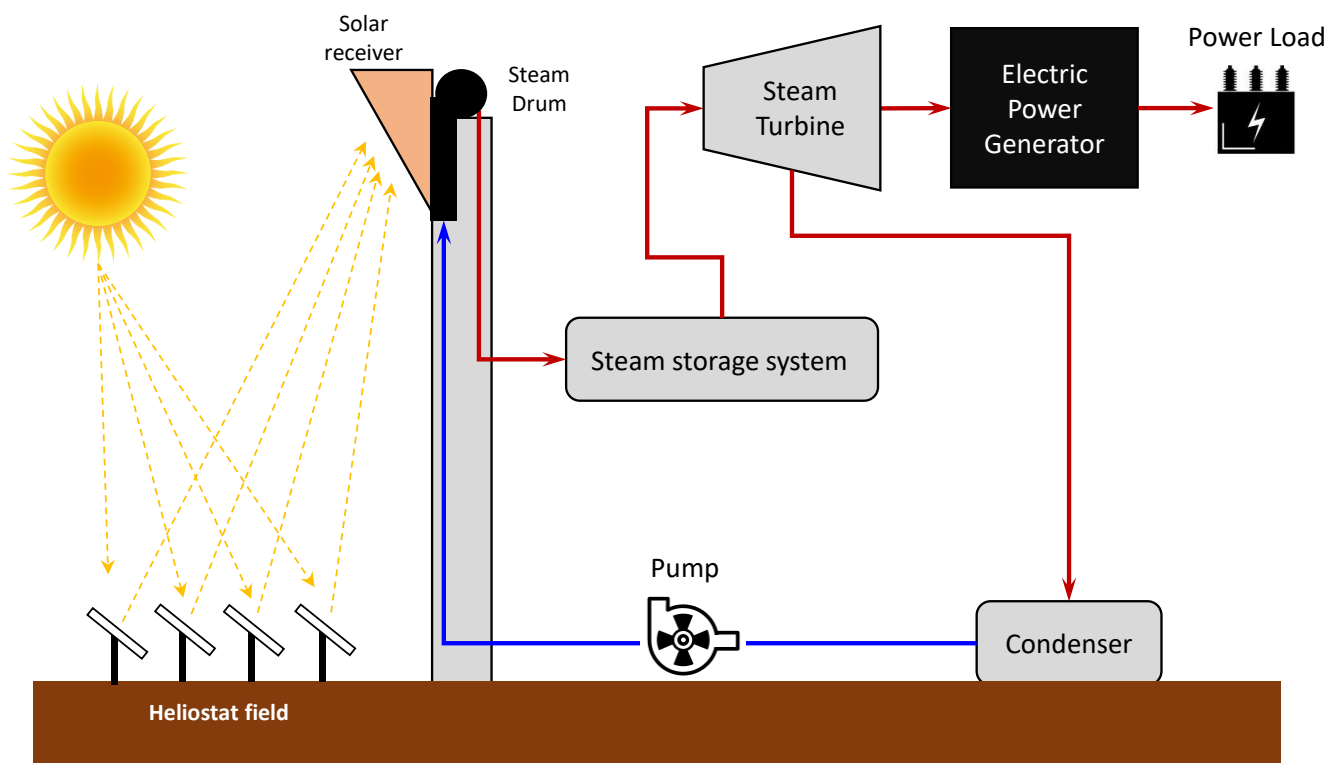 Solar
receiver
Steam
Drum
Steam
Turbine
Electric
Power
Generator
Power Load
Steam storage system
Pump
Condenser
Heliostat field